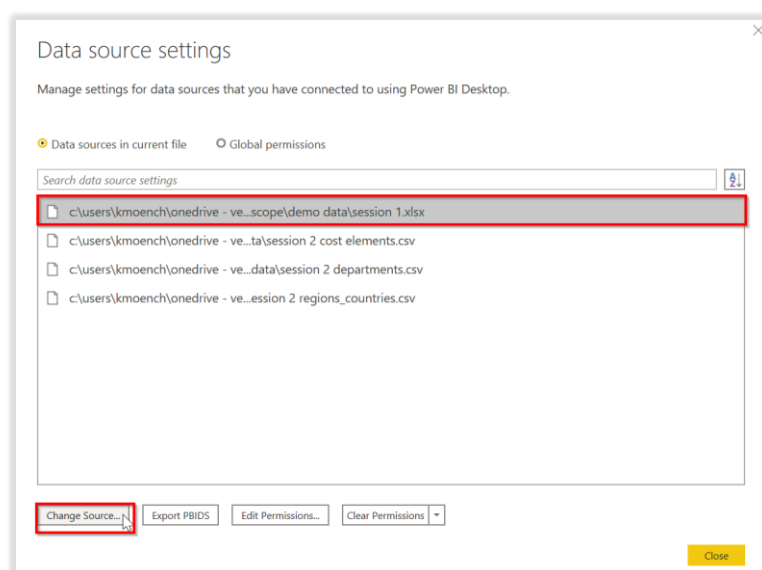 Data source settings
Manage settings for data sources that you have connected to using Power BI Desktop.
Data sources in current file Global permissions
Search data source settings
c:\users\kmoench\onedrive - ve...scope\demo data\session 1.xlsx
c:\users\kmoench\onedrive - ve...ta\session 2 cost elements.csv
c:\users\kmoench\onedrive - ve...data\session 2 departments.csv
c:\users\kmoench\onedrive - ve...ession 2 regions_countries.csv
Change Source... Export PBIDS Edit Permissions... Clear Permissions
Close